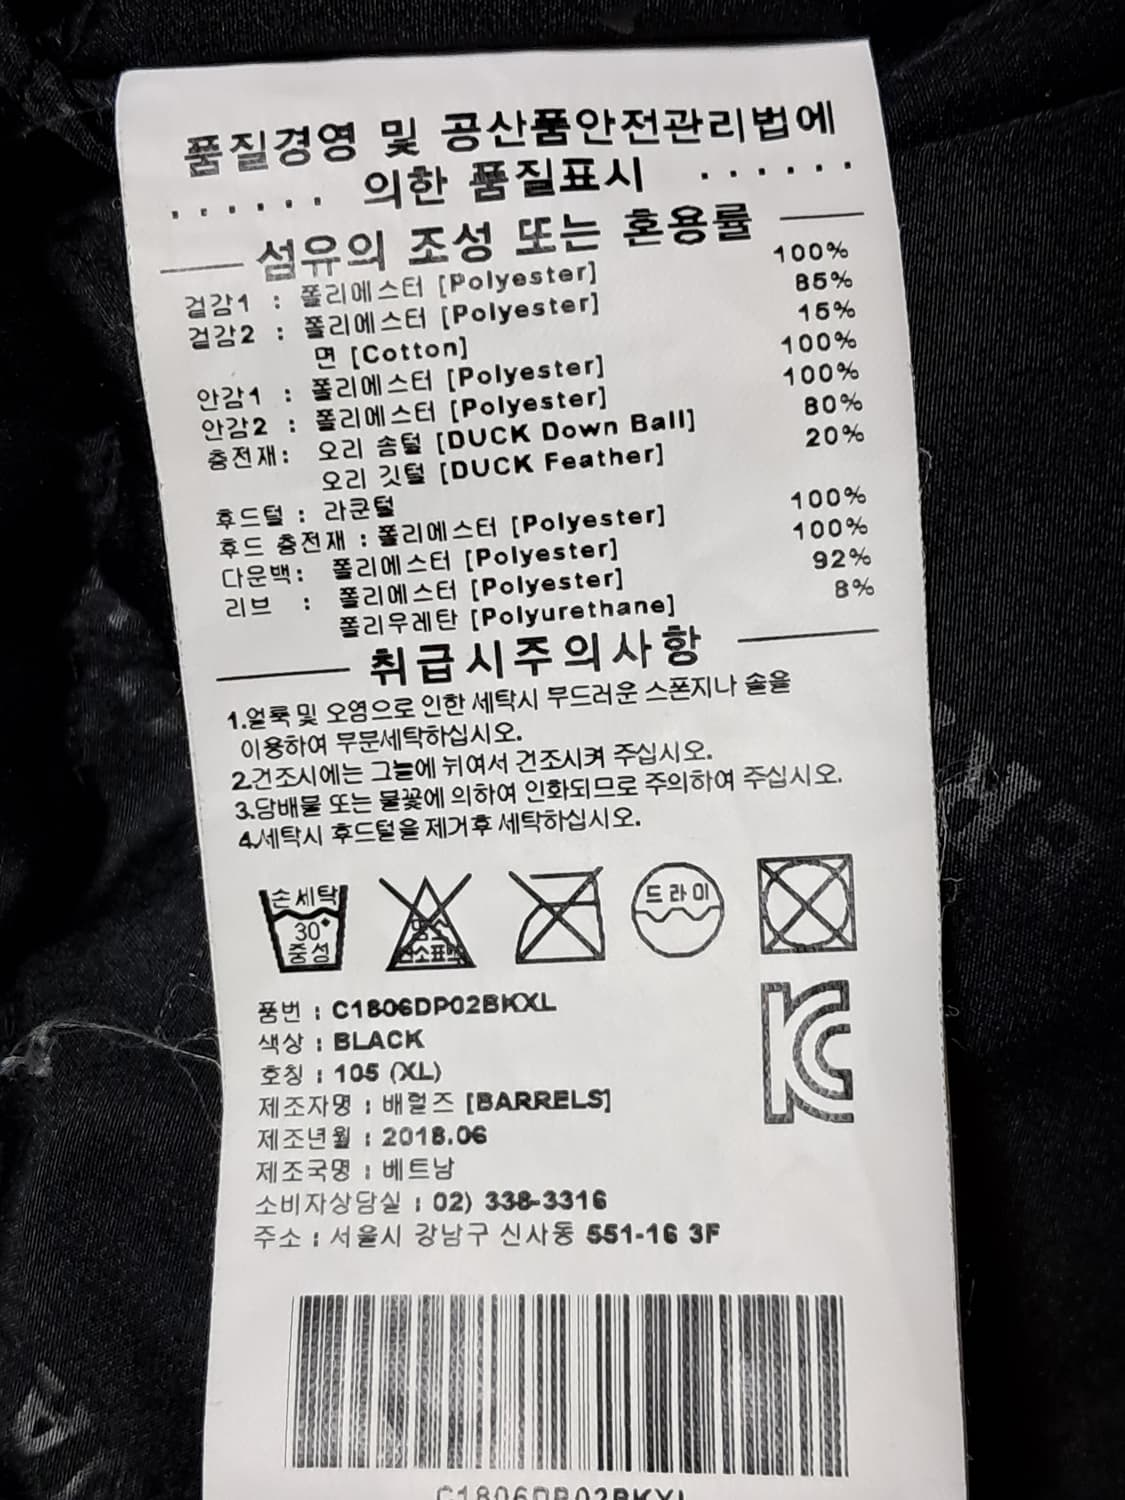 품질경영 및 공산품안전관리법에
...... 의한 품질표시 ......
섬유의 조성 또는 혼용률
겉감1 : 폴리에스터 [Polyester] 100%
겉감2 : 폴리에스터 [Polyester] 85%
면 [Cotton] 15%
안감1 : 폴리에스터 [Polyester] 100%
안감2 : 폴리에스터 [Polyester] 100%
충전재: 오리 솜털 [DUCK Down Ball] 80%
오리 깃털 [DUCK Feather] 20%
후드털 : 라쿤털
후드 충전재 : 폴리에스터 [Polyester] 100%
다운백: 폴리에스터 [Polyester] 100%
리브 : 폴리에스터 [Polyester] 92%
폴리우레탄 [Polyurethane] 8%
취급시주의사항
1.얼룩 및 오염으로 인한 세탁시 무드러운 스폰지나 솔을
이용하여 무문세탁하십시오.
2.건조시에는 그늘에 뉘여서 건조시켜 주십시오.
3.담배불 또는 불꽃에 의하여 인화되므로 주의하여 주십시오.
4.세탁시 후드털을 제거후 세탁하십시오.
손세탁
30°
중성
염소
산소표백
드라이
품번 : C1806DP02BKXL
색상 : BLACK
호칭 : 105 (XL)
제조자명 : 배럴즈 [BARRELS]
제조년월 : 2018.06
제조국명 : 베트남
소비자상담실 : 02) 338-3316
주소 : 서울시 강남구 신사동 551-16 3F
C1806DP02BKXL